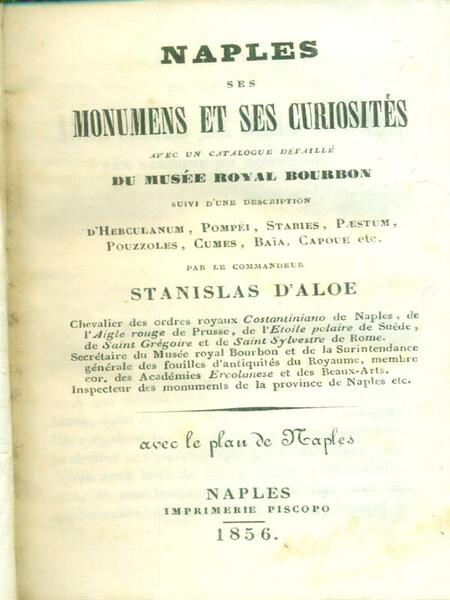 NAPLES
SES
MONUMENS ET SES CURIOSITÉS
AVEC UN CATALOGUE DÉTAILLÉ
DU MUSÉE ROYAL BOURBON
SUIVI D'UNE DESCRIPTION
D'HERCULANUM, POMPÉI, STABIES, PÆSTUM,
POUZZOLES, CUMES, BAÏA, CAPOUE etc.
PAR LE COMMANDEUR
STANISLAS D'ALOE
Chevalier des ordres royaux Costantiniano de Naples, de
l'Aigle rouge de Prusse, de l'Etoile polaire de Suède,
de Saint Grégoire et de Saint Sylvestre de Rome.
Secrétaire du Musée royal Bourbon et de la Surintendance
générale des fouilles d'antiquités du Royaume, membre
cor. des Académies Ercolanese et des Beaux-Arts.
Inspecteur des monuments de la province de Naples etc.
avec le plan de Naples
NAPLES
IMPRIMERIE PISCOPO
1856.